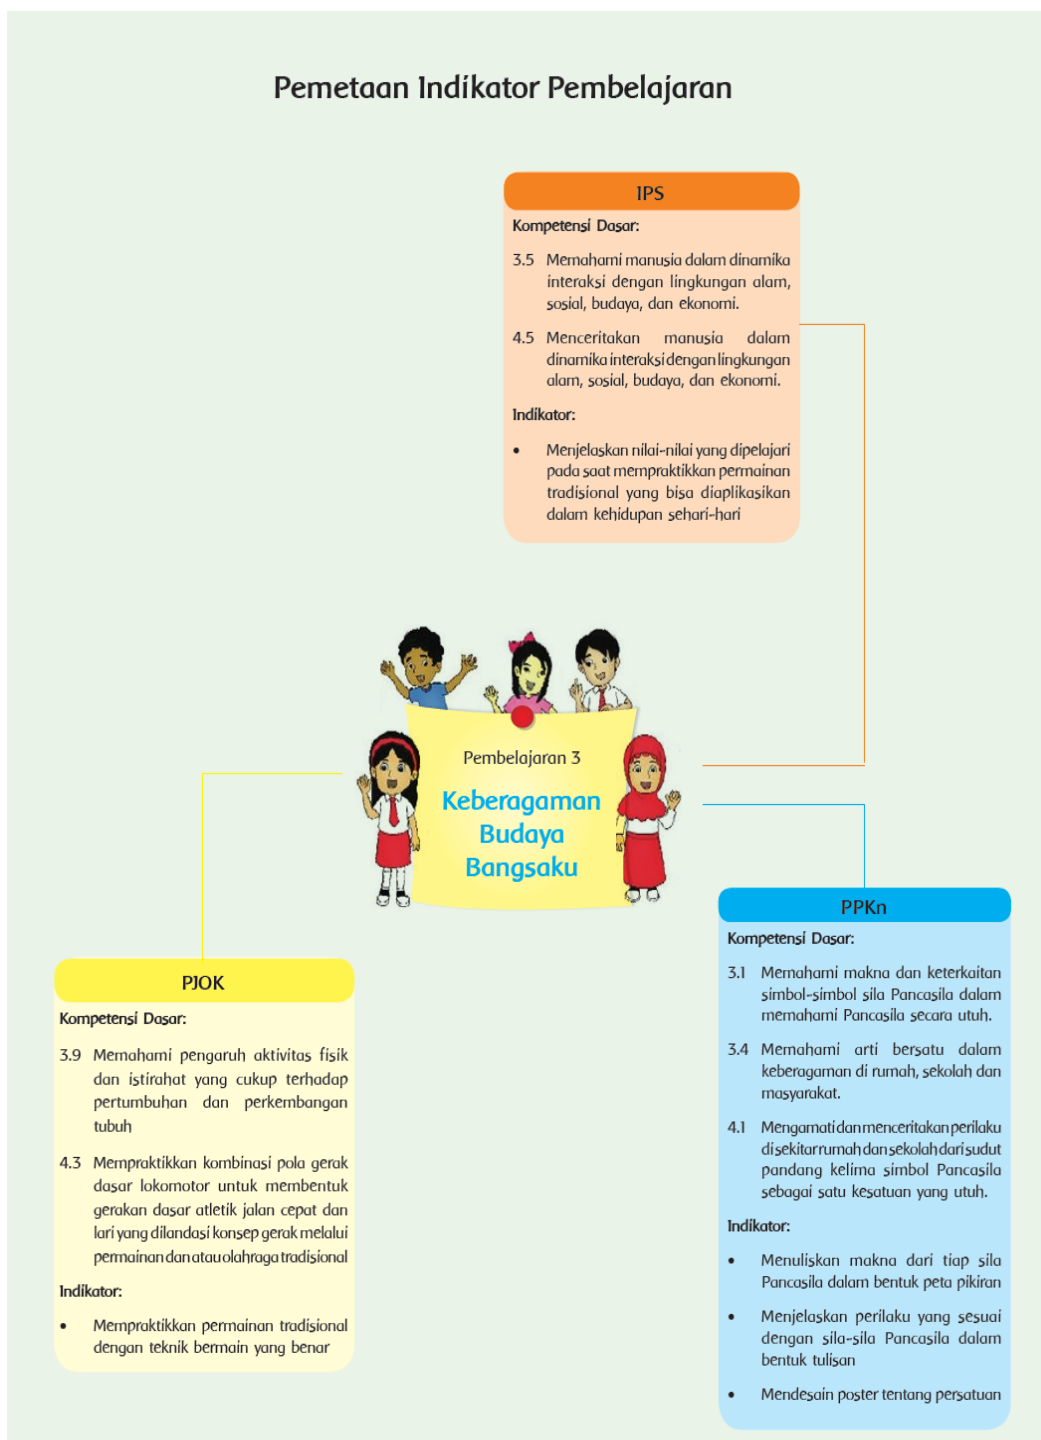 Pemetaan Indikator Pembelajaran
IPS
Kompetensi Dasar:
3.5 Memahami manusia dalam dinamika
interaksi dengan lingkungan alam,
sosial, budaya, dan ekonomi.
4.5 Menceritakan manusia dalam
dinamika interaksi dengan lingkungan
alam, sosial, budaya, dan ekonomi.
Indikator:
• Menjelaskan nilai-nilai yang dipelajari
pada saat mempraktikkan permainan
tradisional yang bisa diaplikasikan
dalam kehidupan sehari-hari
Pembelajaran 3
Keberagaman
Budaya
Bangsaku
PJOK
Kompetensi Dasar:
3.9 Memahami pengaruh aktivitas fisik
dan istirahat yang cukup terhadap
pertumbuhan dan perkembangan
tubuh
4.3 Mempraktikkan kombinasi pola gerak
dasar lokomotor untuk membentuk
gerakan dasar atletik jalan cepat dan
lari yang dilandasi konsep gerak melalui
permainan dan atau olahraga tradisional
Indikator:
• Mempraktikkan permainan tradisional
dengan teknik bermain yang benar
PPKn
Kompetensi Dasar:
3.1 Memahami makna dan keterkaitan
simbol-simbol sila Pancasila dalam
memahami Pancasila secara utuh.
3.4 Memahami arti bersatu dalam
keberagaman di rumah, sekolah dan
masyarakat.
4.1 Mengamati dan menceritakan perilaku
di sekitar rumah dan sekolah dari sudut
pandang kelima simbol Pancasila
sebagai satu kesatuan yang utuh.
Indikator:
• Menuliskan makna dari tiap sila
Pancasila dalam bentuk peta pikiran
• Menjelaskan perilaku yang sesuai
dengan sila-sila Pancasila dalam
bentuk tulisan
• Mendesain poster tentang persatuan